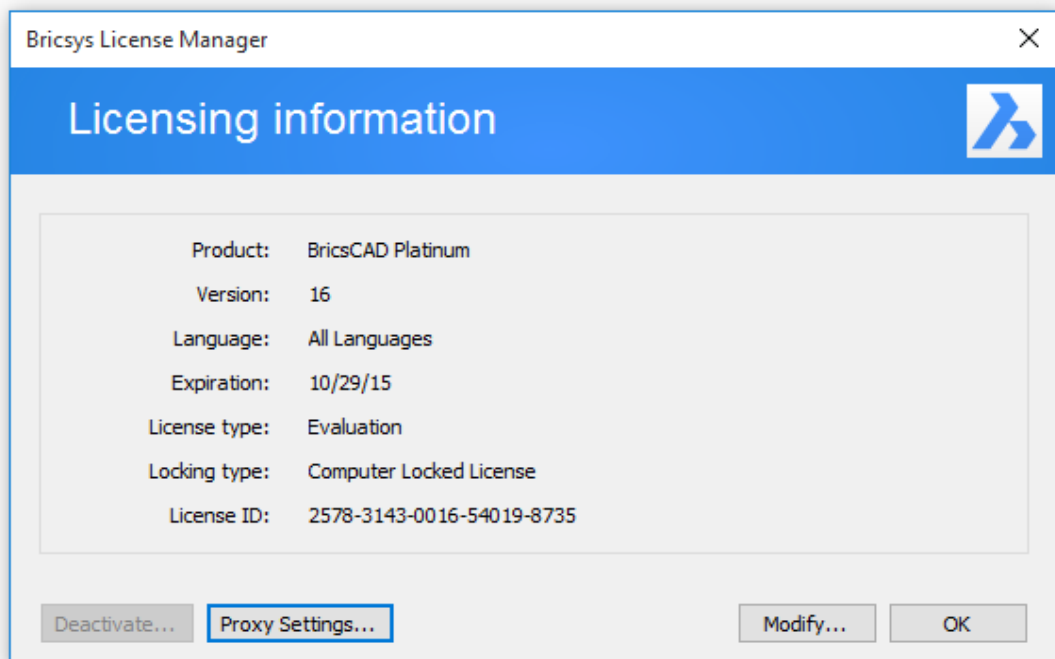 Bricsys License Manager
Licensing information
Product: BricsCAD Platinum
Version: 16
Language: All Languages
Expiration: 10/29/15
License type: Evaluation
Locking type: Computer Locked License
License ID: 2578-3143-0016-54019-8735
Deactivate... Proxy Settings... Modify... OK